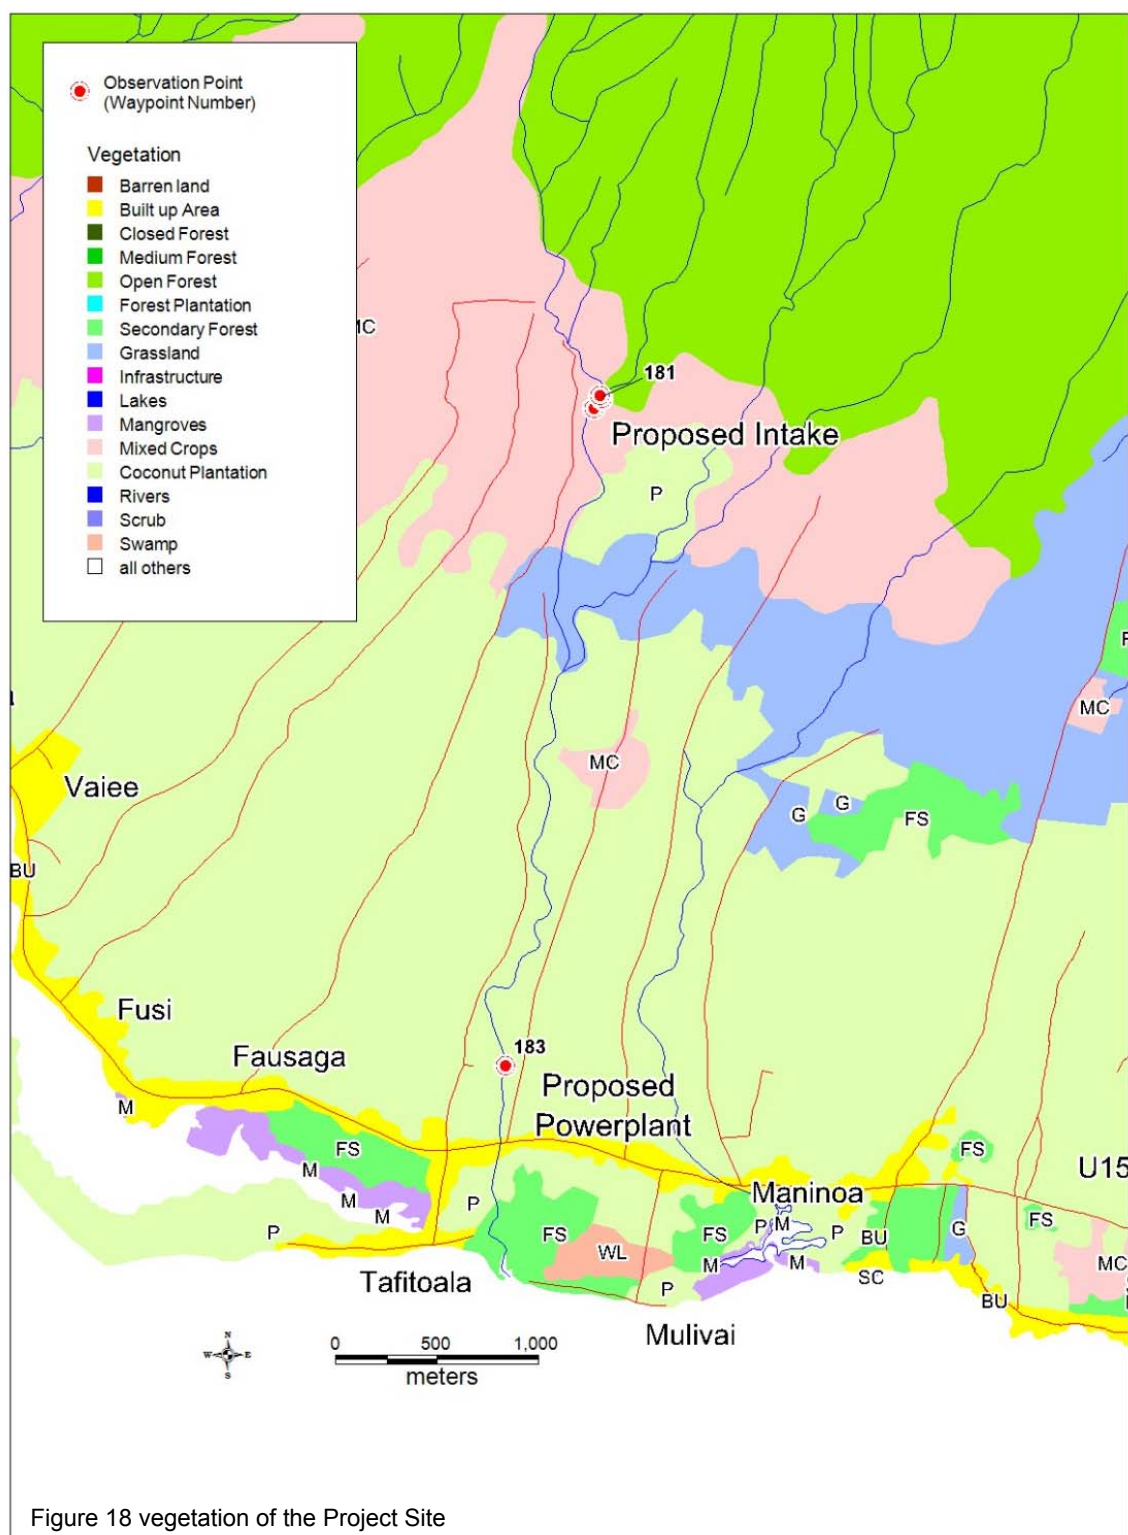 Observation Point
(Waypoint Number)
Vegetation
Barren land
Built up Area
Closed Forest
Medium Forest
Open Forest
Forest Plantation
Secondary Forest
Grassland
Infrastructure
Lakes
Mangroves
Mixed Crops
Coconut Plantation
Rivers
Scrub
Swamp
all others
181
Proposed Intake
P
MC
MC
Vaiee
G
G
FS
BU
Fusi
Fausaga
183
Proposed
Powerplant
M
FS
M
M
M
P
P
FS
WL
FS
P
M
M
M
P
Maninoa
P
BU
SC
FS
U15
G
FS
MC
BU
Tafitoala
Mulivai
N
W
E
S
0 500 1,000
meters
Figure 18 vegetation of the Project Site